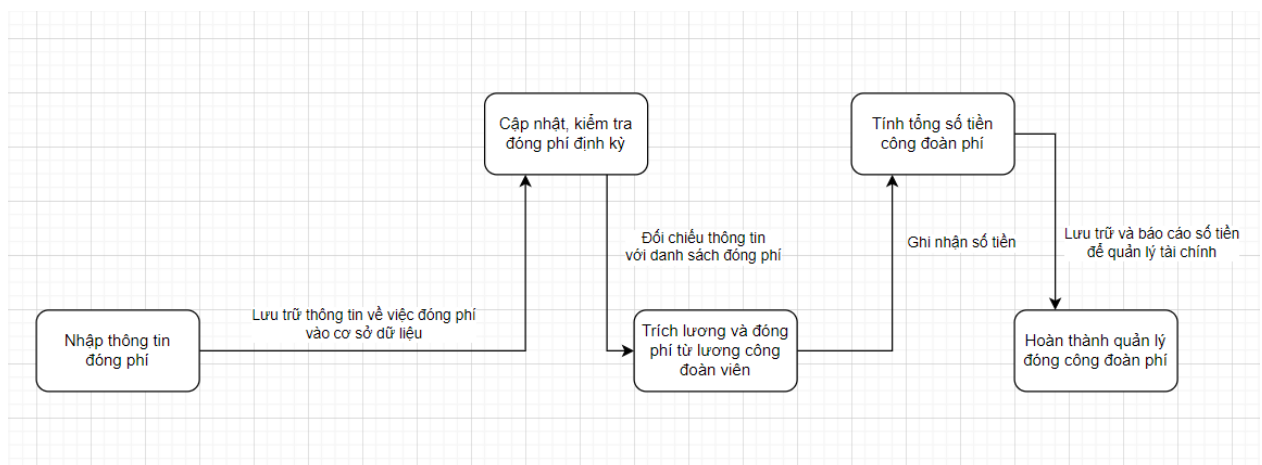 Nhập thông tin
đóng phí
Lưu trữ thông tin về việc đóng phí
vào cơ sở dữ liệu
Cập nhật, kiểm tra
đóng phí định kỳ
Đối chiếu thông tin
với danh sách đóng phí
Trích lương và đóng
phí từ lương công
đoàn viên
Ghi nhận số tiền
Tính tổng số tiền
công đoàn phí
Lưu trữ và báo cáo số tiền
để quản lý tài chính
Hoàn thành quản lý
đóng công đoàn phí